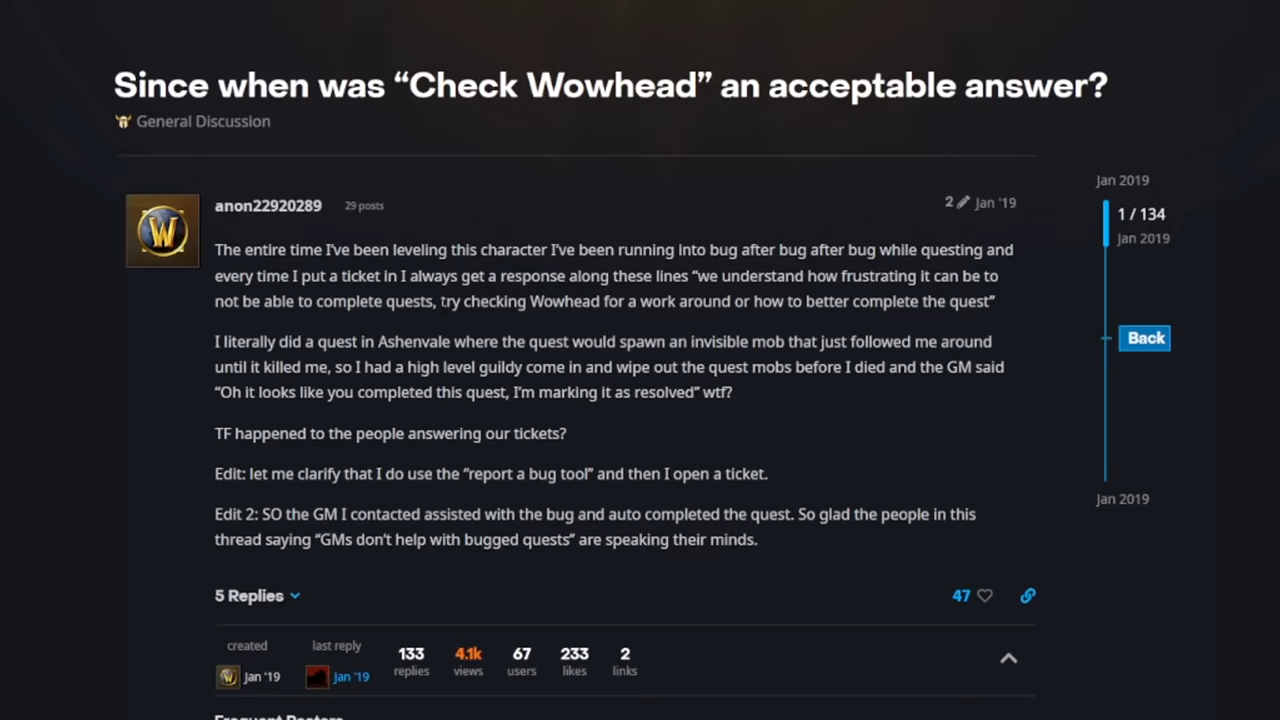 Since when was “Check Wowhead” an acceptable answer?
General Discussion
anon22920289 29 posts 2 Jan '19
The entire time I've been leveling this character I've been running into bug after bug after bug while questing and
every time I put a ticket in I always get a response along these lines “we understand how frustrating it can be to
not be able to complete quests, try checking Wowhead for a work around or how to better complete the quest”
I literally did a quest in Ashenvale where the quest would spawn an invisible mob that just followed me around
until it killed me, so I had a high level guildy come in and wipe out the quest mobs before I died and the GM said
“Oh it looks like you completed this quest, I'm marking it as resolved” wtf?
TF happened to the people answering our tickets?
Edit: let me clarify that I do use the “report a bug tool” and then I open a ticket.
Edit 2: SO the GM I contacted assisted with the bug and auto completed the quest. So glad the people in this
thread saying “GMs don't help with bugged quests” are speaking their minds.
5 Replies 47
created last reply 133 4.1k 67 233 2
Jan '19 Jan '19 replies views users likes links
Frequent Posters
Jan 2019
1 / 134
Jan 2019
Back
Jan 2019